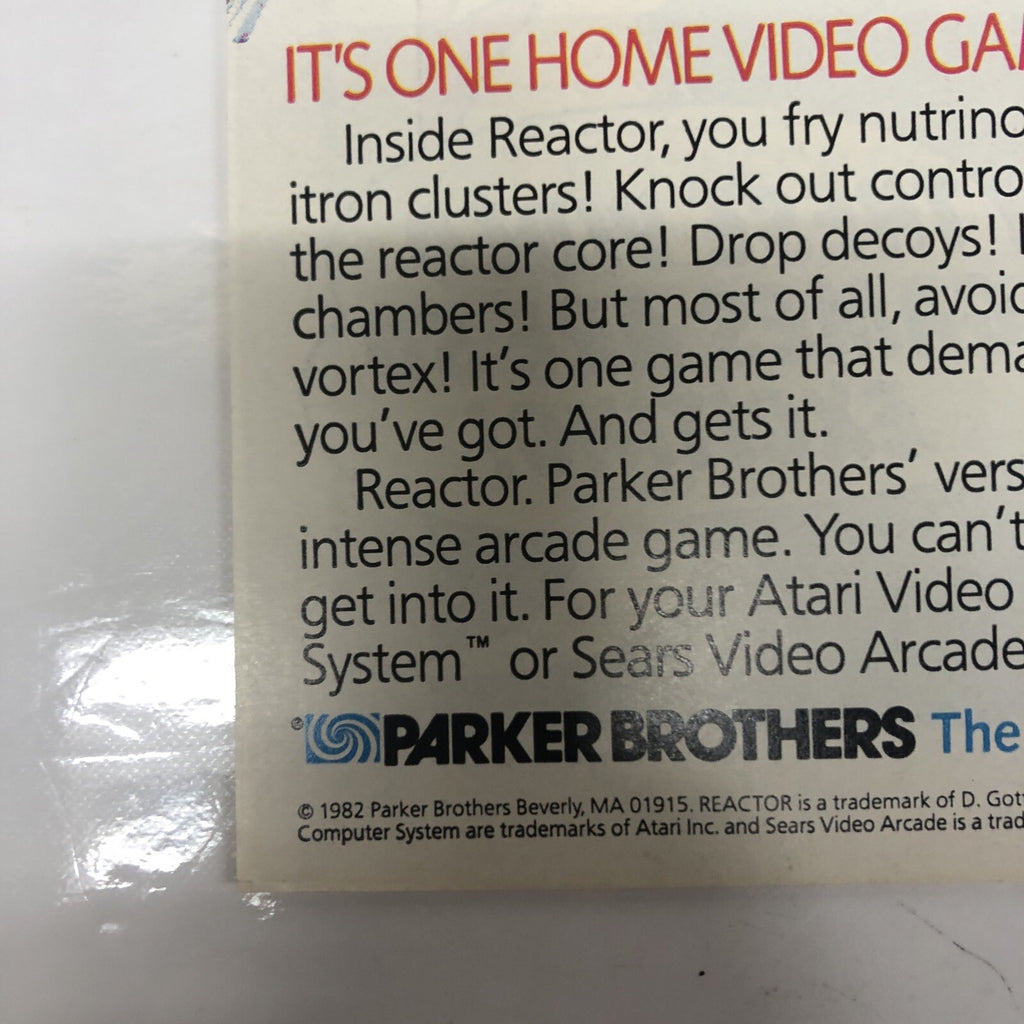 IT'S ONE HOME VIDEO GA
Inside Reactor, you fry nutrino
itron clusters! Knock out contro
the reactor core! Drop decoys!
chambers! But most of all, avoid
vortex! It's one game that dema
you've got. And gets it.
Reactor. Parker Brothers' vers
intense arcade game. You can't
get into it. For your Atari Video
System™ or Sears Video Arcade
® PARKER BROTHERS The
© 1982 Parker Brothers Beverly, MA 01915. REACTOR is a trademark of D. Gott
Computer System are trademarks of Atari Inc. and Sears Video Arcade is a trad